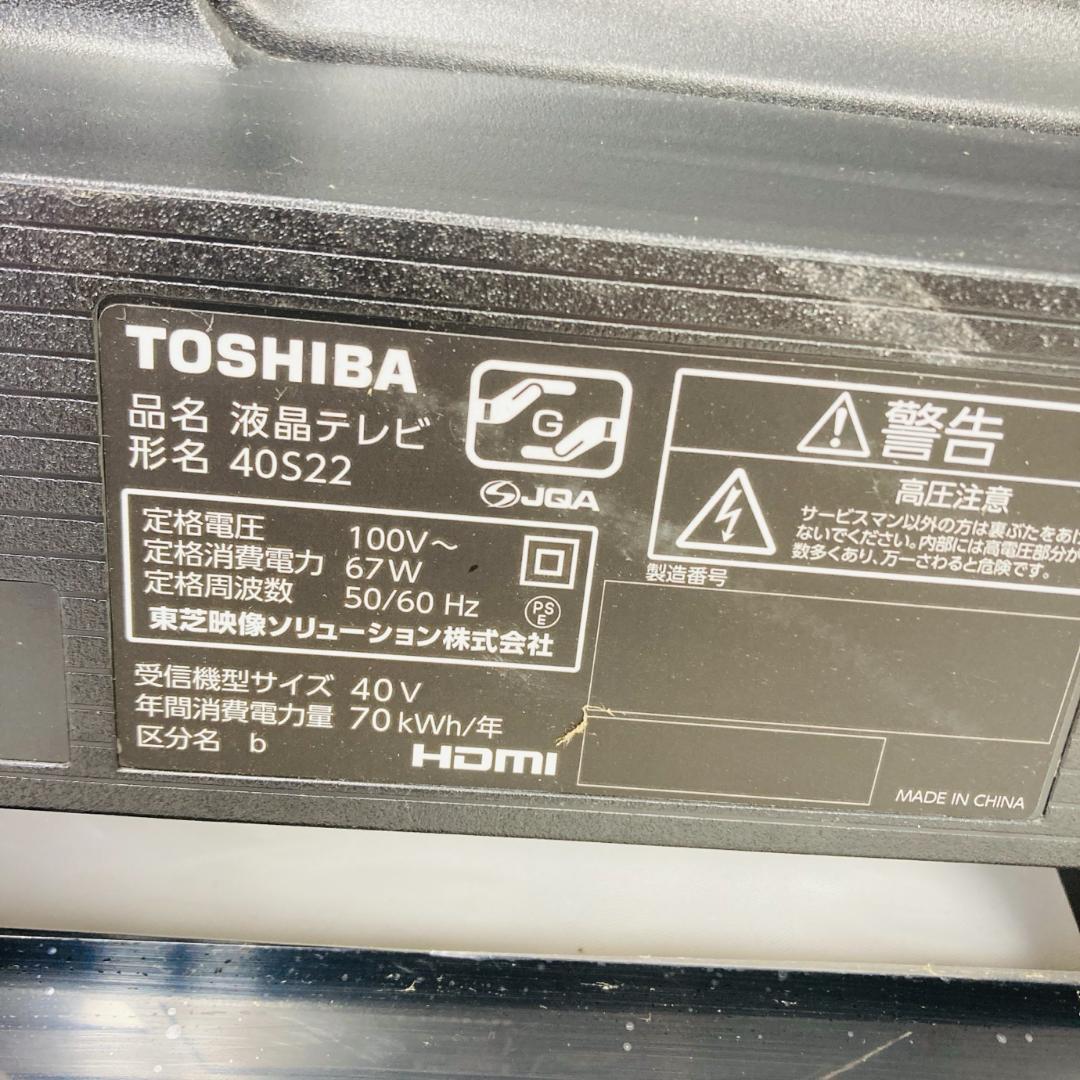 TOSHIBA
品名 液晶テレビ
形名 40S22
G
JQA
定格電圧 100V～
定格消費電力 67W
定格周波数 50/60 Hz
PS
E
東芝映像ソリューション株式会社
受信機型サイズ 40V
年間消費電力量 70kWh/年
区分名 b
HDMI
警告
高圧注意
サービスマン以外の方は裏ぶたをあけ
ないでください。内部には高電圧部分が
数多くあり、万一さわると危険です。
製造番号
MADE IN CHINA